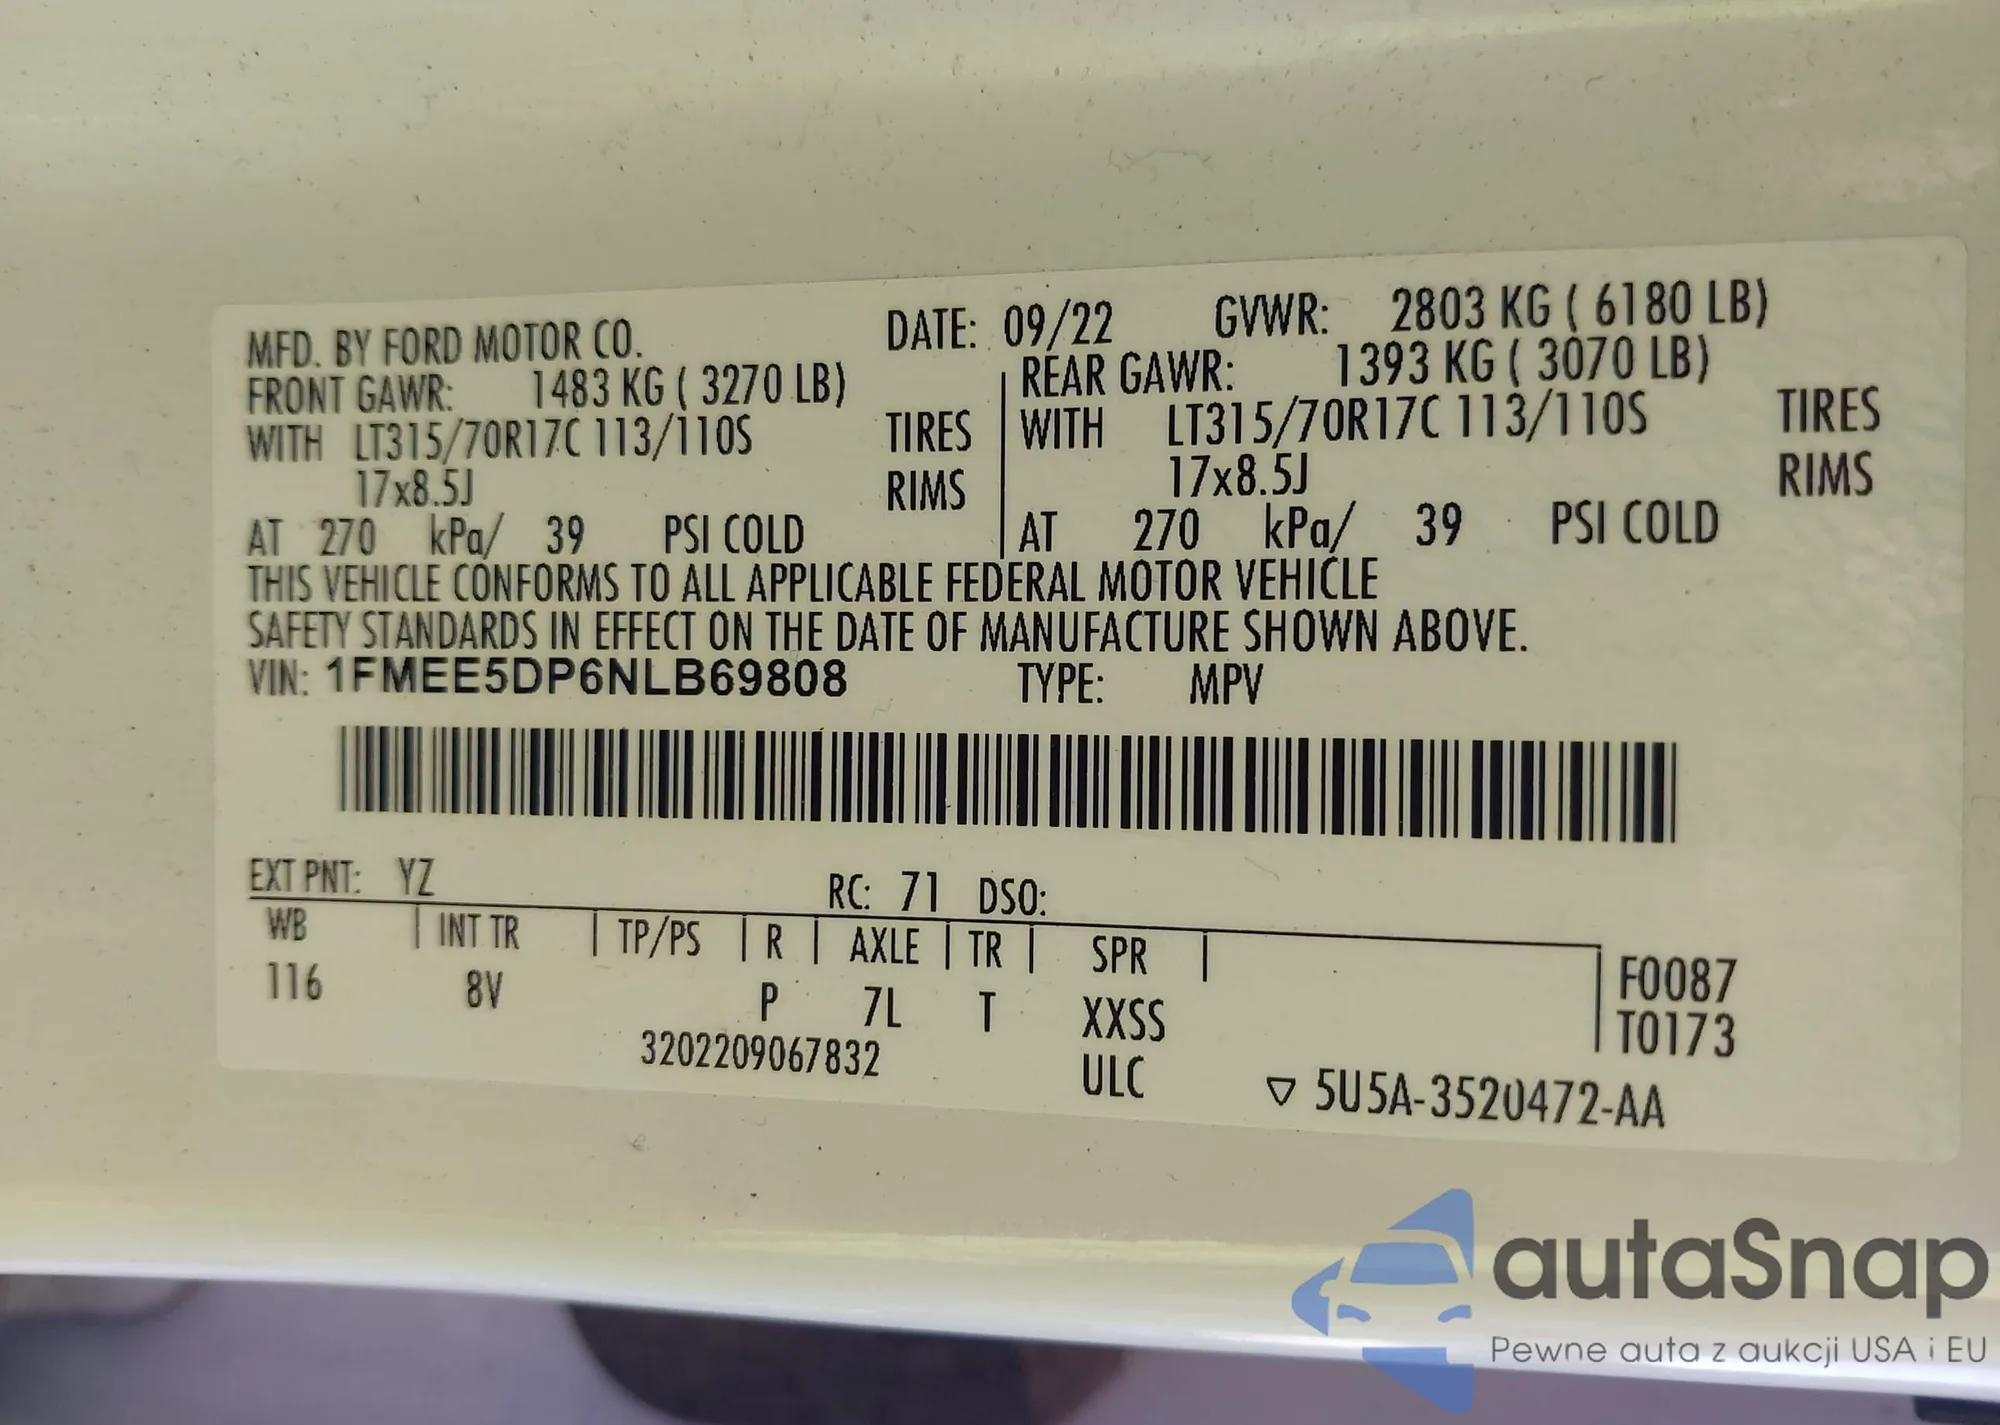 MFD. BY FORD MOTOR CO. DATE: 09/22 GVWR: 2803 KG ( 6180 LB)
FRONT GAWR: 1483 KG ( 3270 LB) REAR GAWR: 1393 KG ( 3070 LB)
WITH LT315/70R17C 113/110S TIRES WITH LT315/70R17C 113/110S TIRES
17x8.5J RIMS 17x8.5J RIMS
AT 270 kPa/ 39 PSI COLD AT 270 kPa/ 39 PSI COLD
THIS VEHICLE CONFORMS TO ALL APPLICABLE FEDERAL MOTOR VEHICLE
SAFETY STANDARDS IN EFFECT ON THE DATE OF MANUFACTURE SHOWN ABOVE.
VIN: 1FMEE5DP6NLB69808 TYPE: MPV
EXT PNT: YZ RC: 71 DSO:
WB | INT TR | TP/PS | R | AXLE | TR | SPR |
F0087
116 8V P 7L T XXSS
T0173
3202209067832 ULC
▽ 5U5A-3520472-AA
autaSnap
Pewne auta z aukcji USA i EU